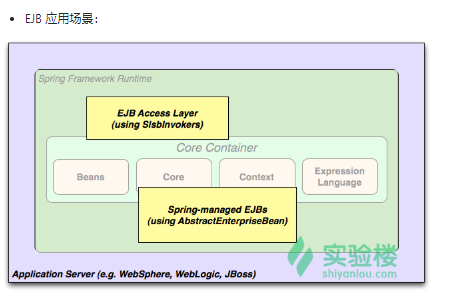 EJB 应用场景：
Spring Framework Runtime
EJB Access Layer
(using SlsbInvokers)
Core Container
Beans
Core
Context
Expression
Language
Spring-managed EJBs
(using AbstractEnterpriseBean)
实验楼
shiyanlou.com
Application Server (e.g. WebSphere, WebLogic, JBoss)